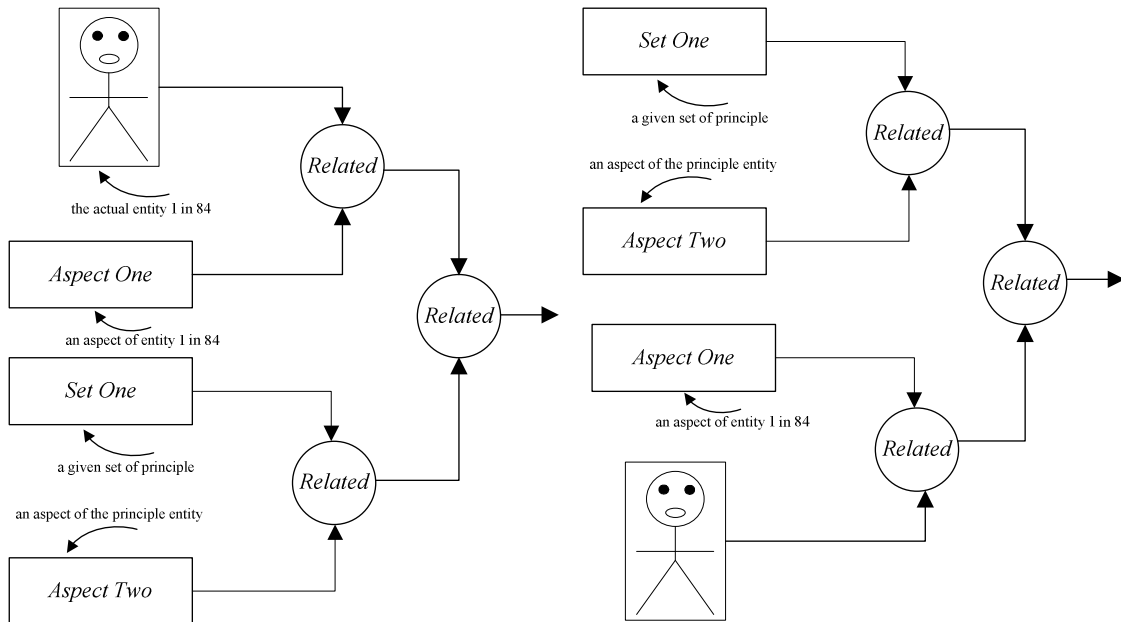 Related
the actual entity 1 in 84
Aspect One
an aspect of entity 1 in 84
Related
Set One
a given set of principle
Related
an aspect of the principle entity
Aspect Two
Set One
a given set of principle
Related
an aspect of the principle entity
Aspect Two
Related
Aspect One
an aspect of entity 1 in 84
Related